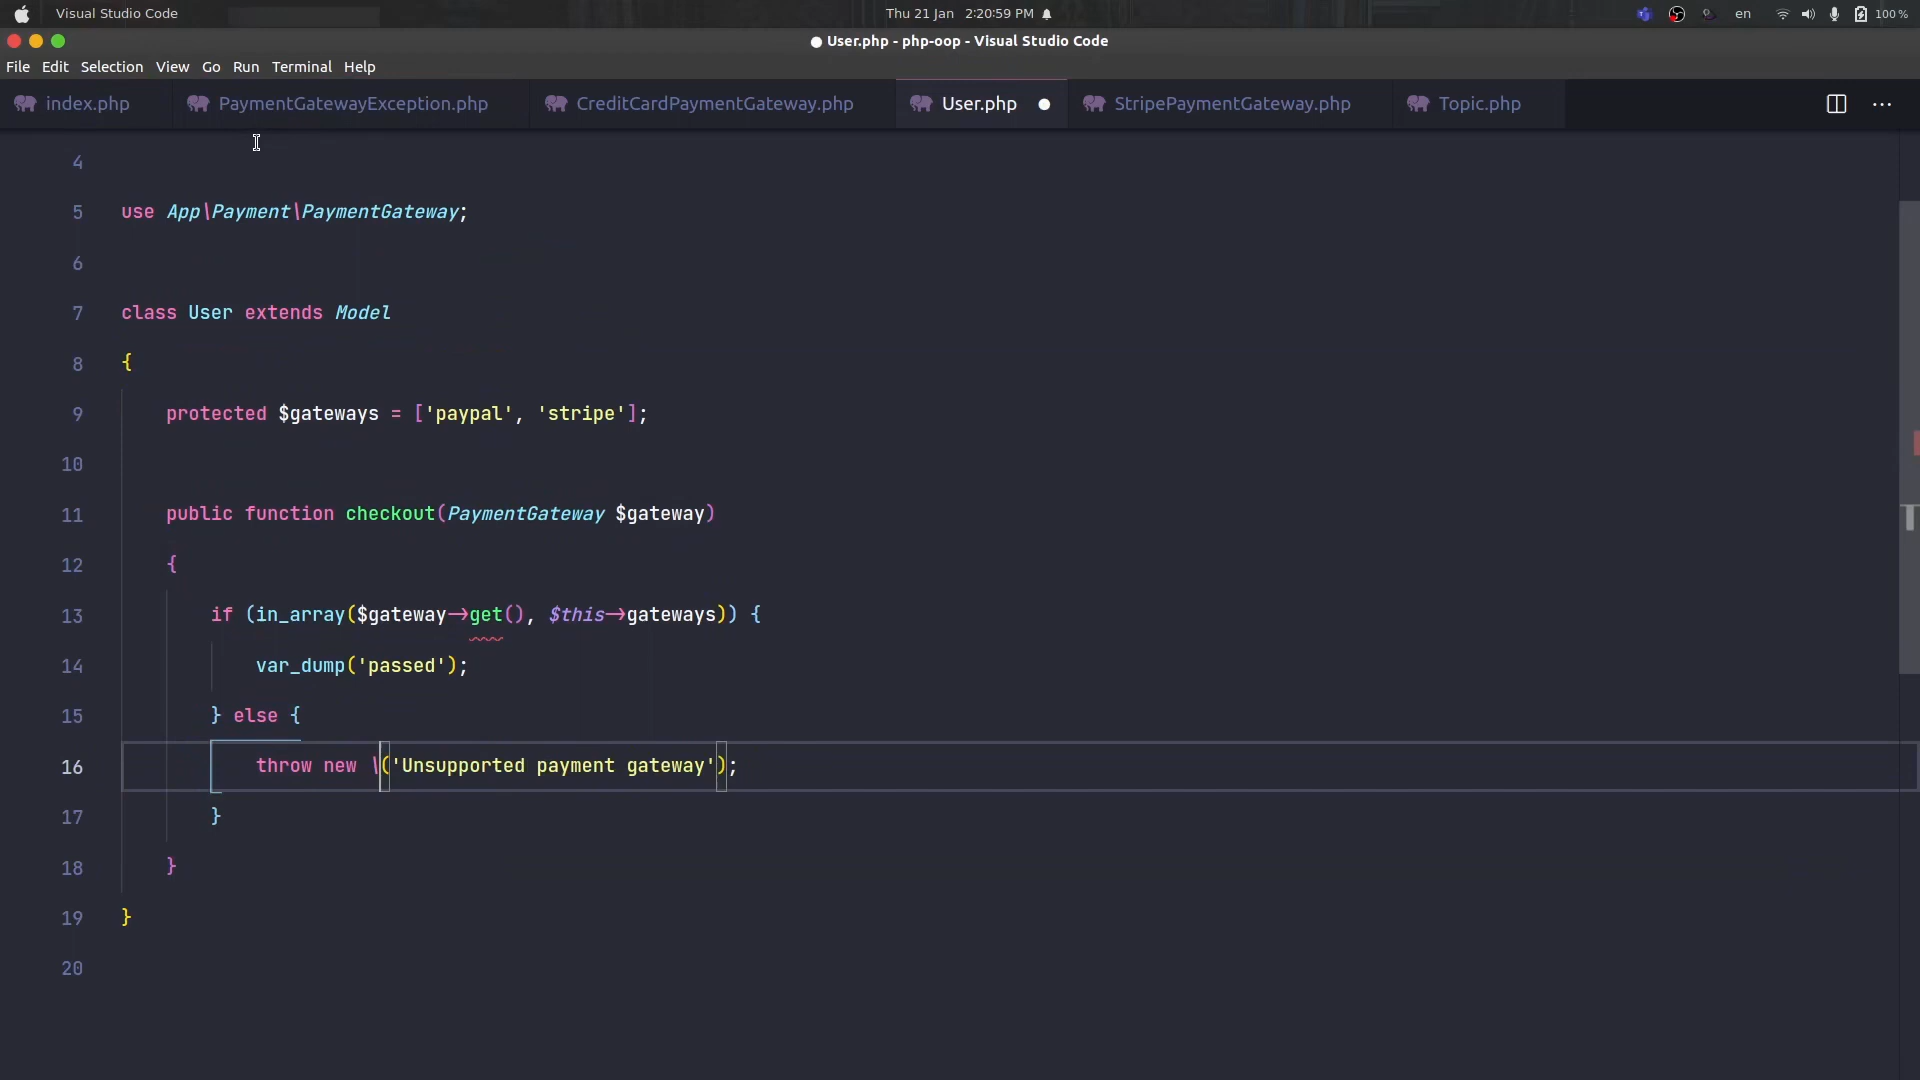 Visual Studio Code
Thu 21 Jan 2:20:59 PM
en
100 %
User.php - php-oop - Visual Studio Code
File Edit Selection View Go Run Terminal Help
index.php
PaymentGatewayException.php
CreditCardPaymentGateway.php
User.php
StripePaymentGateway.php
Topic.php
4
5 use App\Payment\PaymentGateway;
6
7 class User extends Model
8 {
9 protected $gateways = ['paypal', 'stripe'];
10
11 public function checkout(PaymentGateway $gateway)
12 {
13 if (in_array($gateway->get(), $this->gateways)) {
14 var_dump('passed');
15 } else {
16 throw new \('Unsupported payment gateway');
17 }
18 }
19 }
20